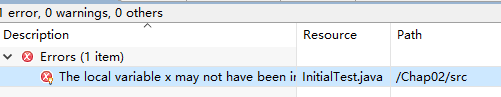 1 error, 0 warnings, 0 others
Description Resource Path
Errors (1 item)
The local variable x may not have been in InitialTest.java /Chap02/src